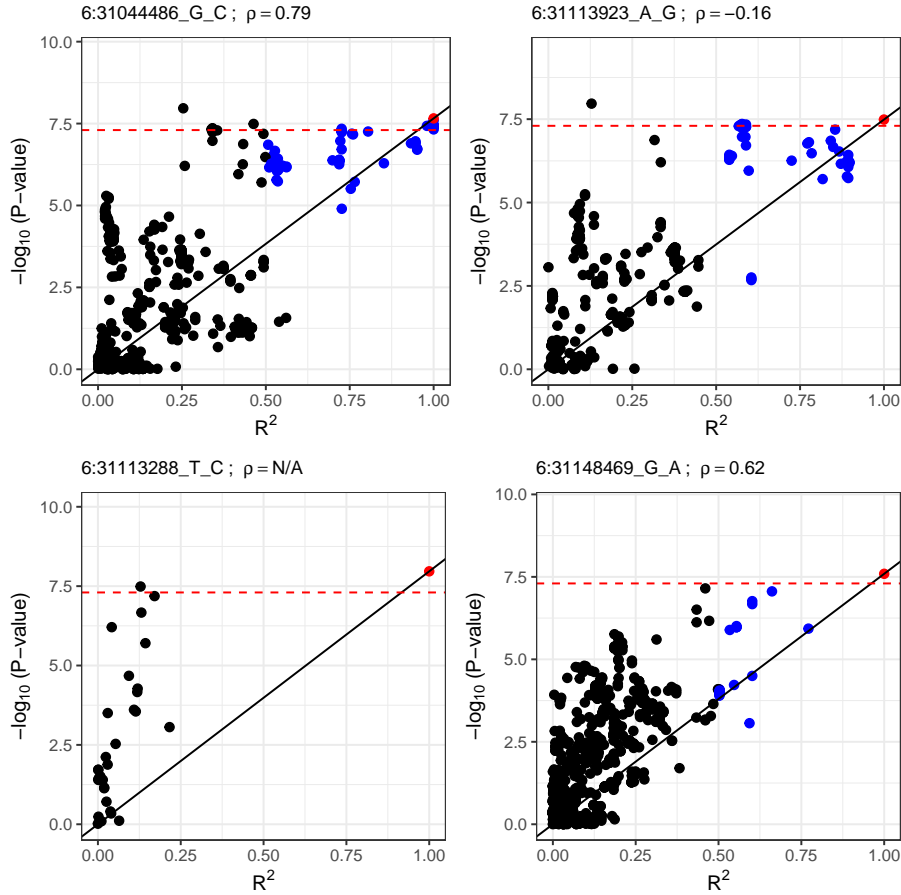 6:31044486_G_C ; ρ = 0.79
10.0
7.5
5.0
2.5
0.0
−log10 (P−value)
0.00 0.25 0.50 0.75 1.00
R2
6:31113923_A_G ; ρ = −0.16
7.5
5.0
2.5
0.0
−log10 (P−value)
0.00 0.25 0.50 0.75 1.00
R2
6:31113288_T_C ; ρ = N/A
10.0
7.5
5.0
2.5
0.0
−log10 (P−value)
0.00 0.25 0.50 0.75 1.00
R2
6:31148469_G_A ; ρ = 0.62
10.0
7.5
5.0
2.5
0.0
−log10 (P−value)
0.00 0.25 0.50 0.75 1.00
R2